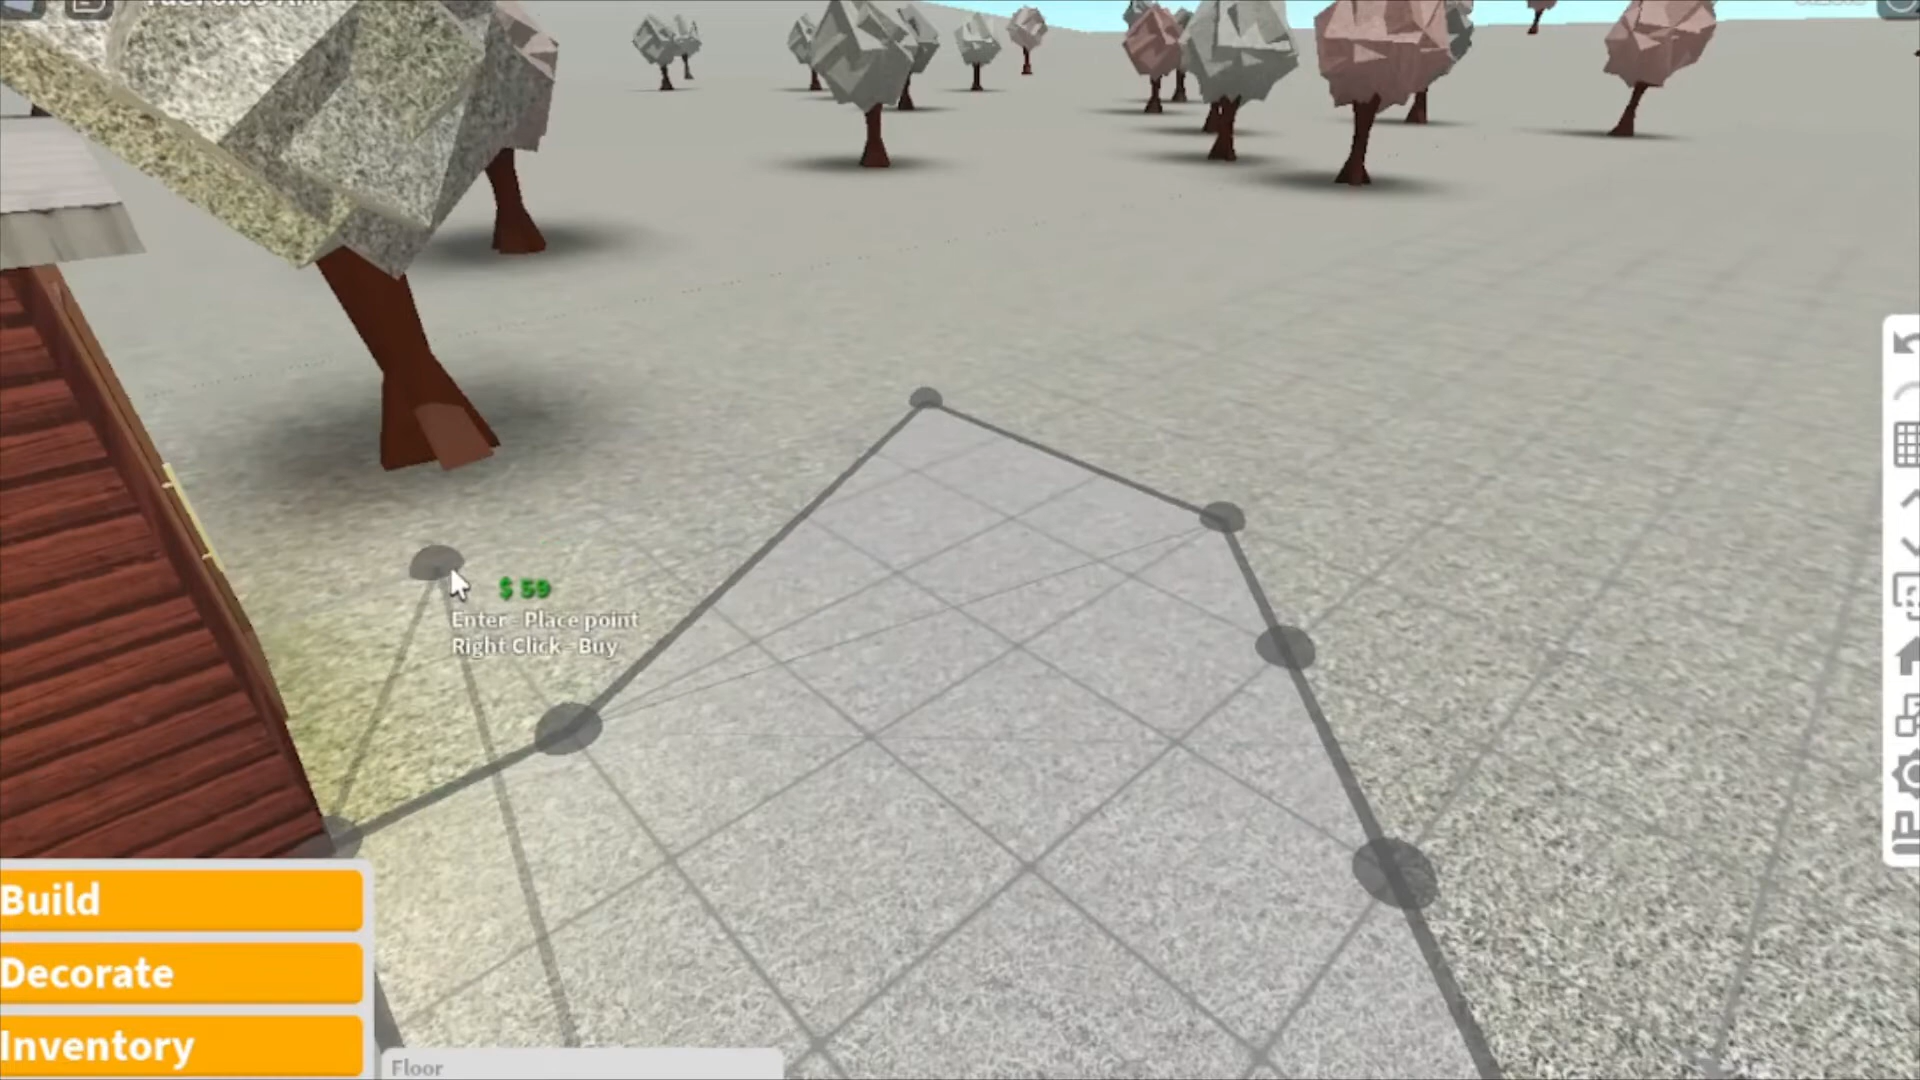 $ 59
Enter - Place point
Right Click - Buy
Build
Decorate
Inventory
Floor